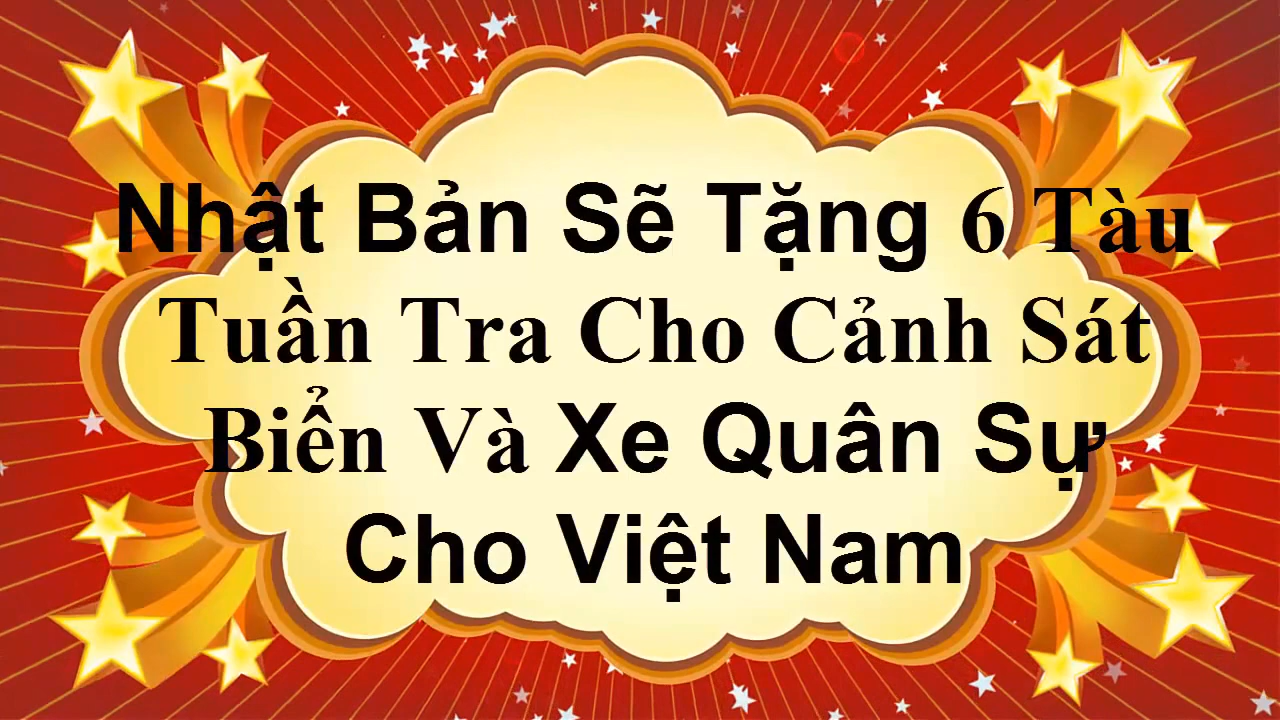 Nhật Bản Sẽ Tặng 6 Tàu
Tuần Tra Cho Cảnh Sát
Biển Và Xe Quân Sự
Cho Việt Nam